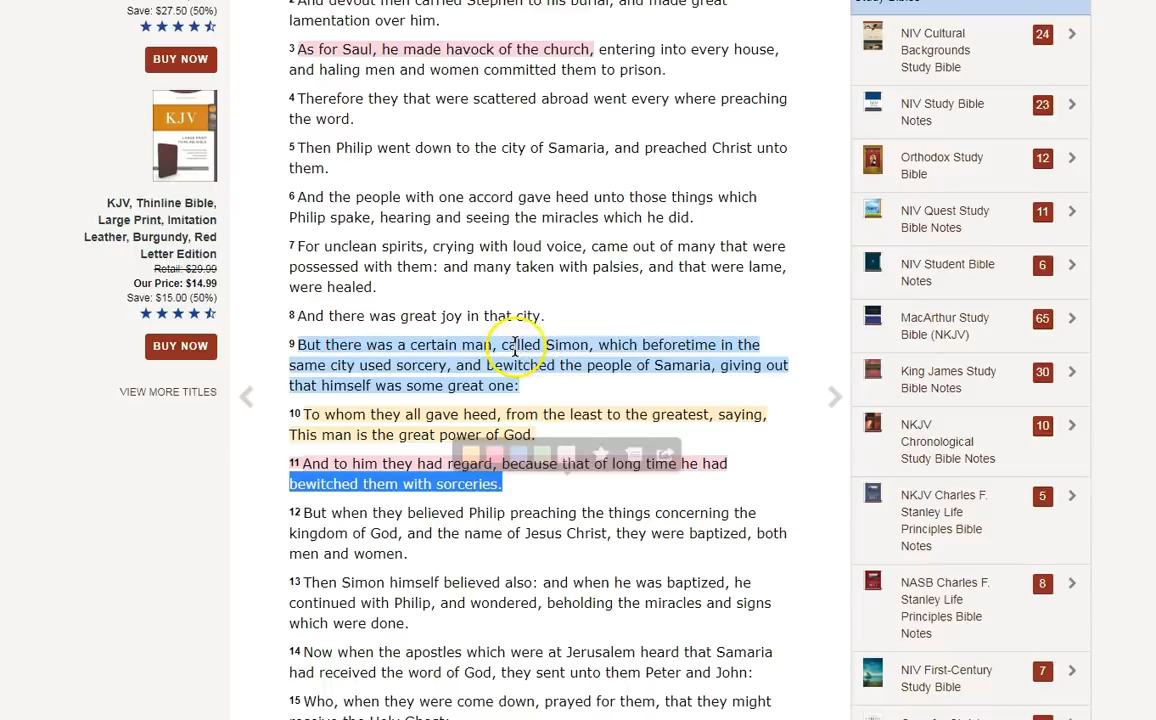 Save: $27.50 (50%)
BUY NOW
KJV
KJV, Thinline Bible,
Large Print, Imitation
Leather, Burgundy, Red
Letter Edition
Retail: $29.99
Our Price: $14.99
Save: $15.00 (50%)
BUY NOW
VIEW MORE TITLES
2 And devout men carried Stephen to his burial, and made great
lamentation over him.
3 As for Saul, he made havock of the church, entering into every house,
and haling men and women committed them to prison.
4 Therefore they that were scattered abroad went every where preaching
the word.
5 Then Philip went down to the city of Samaria, and preached Christ unto
them.
6 And the people with one accord gave heed unto those things which
Philip spake, hearing and seeing the miracles which he did.
7 For unclean spirits, crying with loud voice, came out of many that were
possessed with them: and many taken with palsies, and that were lame,
were healed.
8 And there was great joy in that city.
9 But there was a certain man, called Simon, which beforetime in the
same city used sorcery, and bewitched the people of Samaria, giving out
that himself was some great one:
10 To whom they all gave heed, from the least to the greatest, saying,
This man is the great power of God.
11 And to him they had regard, because that of long time he had
bewitched them with sorceries.
12 But when they believed Philip preaching the things concerning the
kingdom of God, and the name of Jesus Christ, they were baptized, both
men and women.
13 Then Simon himself believed also: and when he was baptized, he
continued with Philip, and wondered, beholding the miracles and signs
which were done.
14 Now when the apostles which were at Jerusalem heard that Samaria
had received the word of God, they sent unto them Peter and John:
15 Who, when they were come down, prayed for them, that they might
receive the Holy Ghost:
Study Bibles
NIV Cultural
Backgrounds
Study Bible
24
NIV Study Bible
Notes
23
Orthodox Study
Bible
12
NIV Quest Study
Bible Notes
11
NIV Student Bible
Notes
6
MacArthur Study
Bible (NKJV)
65
King James Study
Bible Notes
30
NKJV
Chronological
Study Bible Notes
10
NKJV Charles F.
Stanley Life
Principles Bible
Notes
5
NASB Charles F.
Stanley Life
Principles Bible
Notes
8
NIV First-Century
Study Bible
7